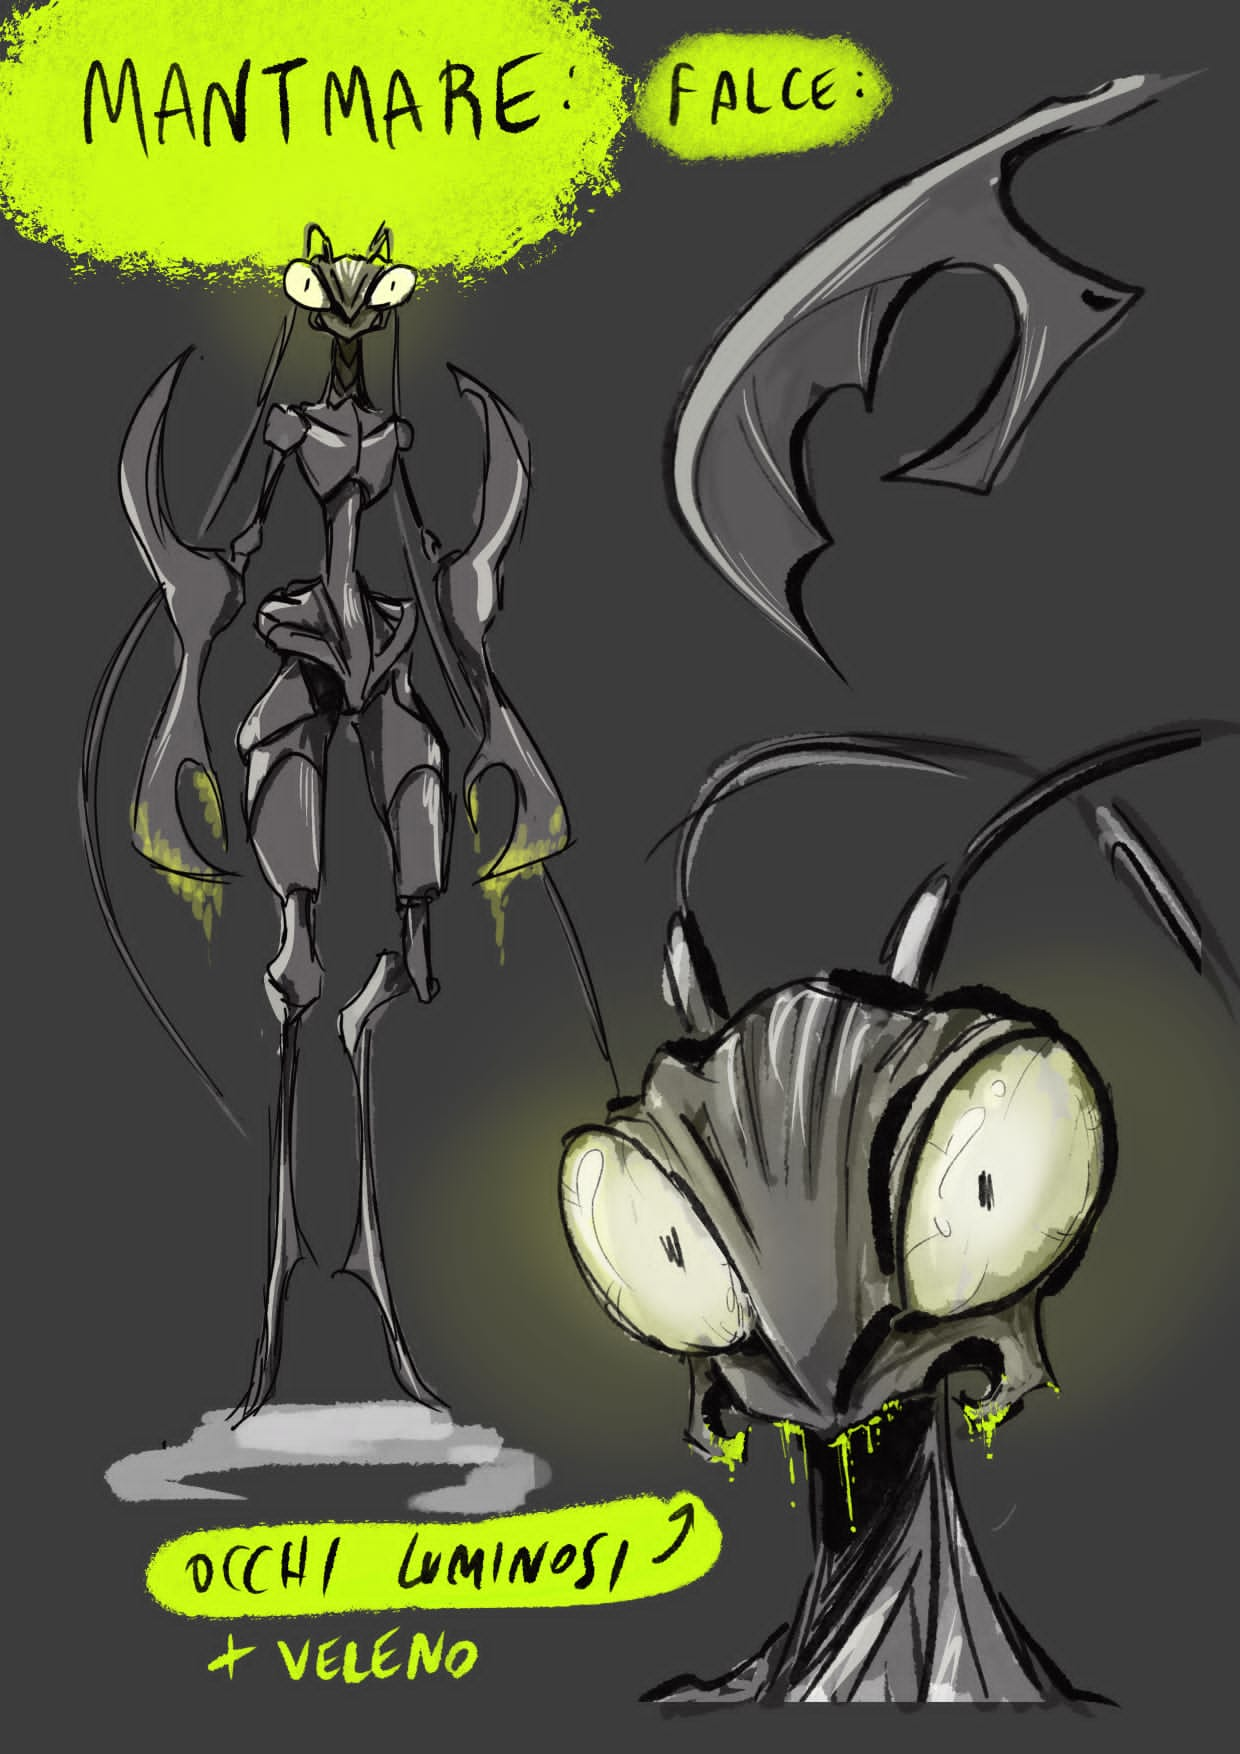 MANTMARE:
FALCE:
OCCHI LUMINOSI
+ VELENO